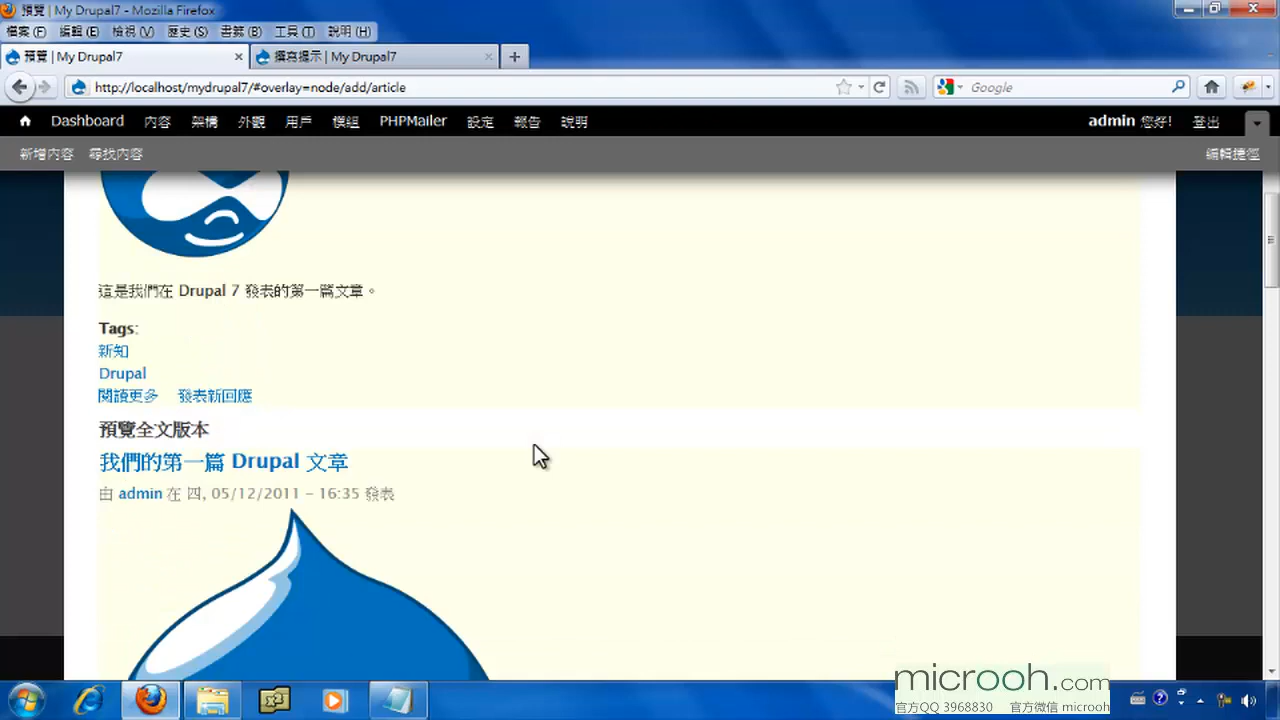 預覽 | My Drupal7 - Mozilla Firefox
檔案(F) 編輯(E) 檢視(V) 歷史(S) 書籤(B) 工具(T) 說明(H)
預覽 | My Drupal7 撰寫提示 | My Drupal7
http://localhost/mydrupal7/#overlay=node/add/article Google
Dashboard 內容 架構 外觀 用戶 模組 PHPMailer 設定 報告 說明 admin 您好! 登出
新增內容 尋找內容 編輯捷徑
這是我們在 Drupal 7 發表的第一篇文章。
Tags:
新知
Drupal
閱讀更多 發表新回應
預覽全文版本
我們的第一篇 Drupal 文章
由 admin 在 四, 05/12/2011 - 16:35 發表
microoh.com
官方QQ 3968830 官方微信 microoh